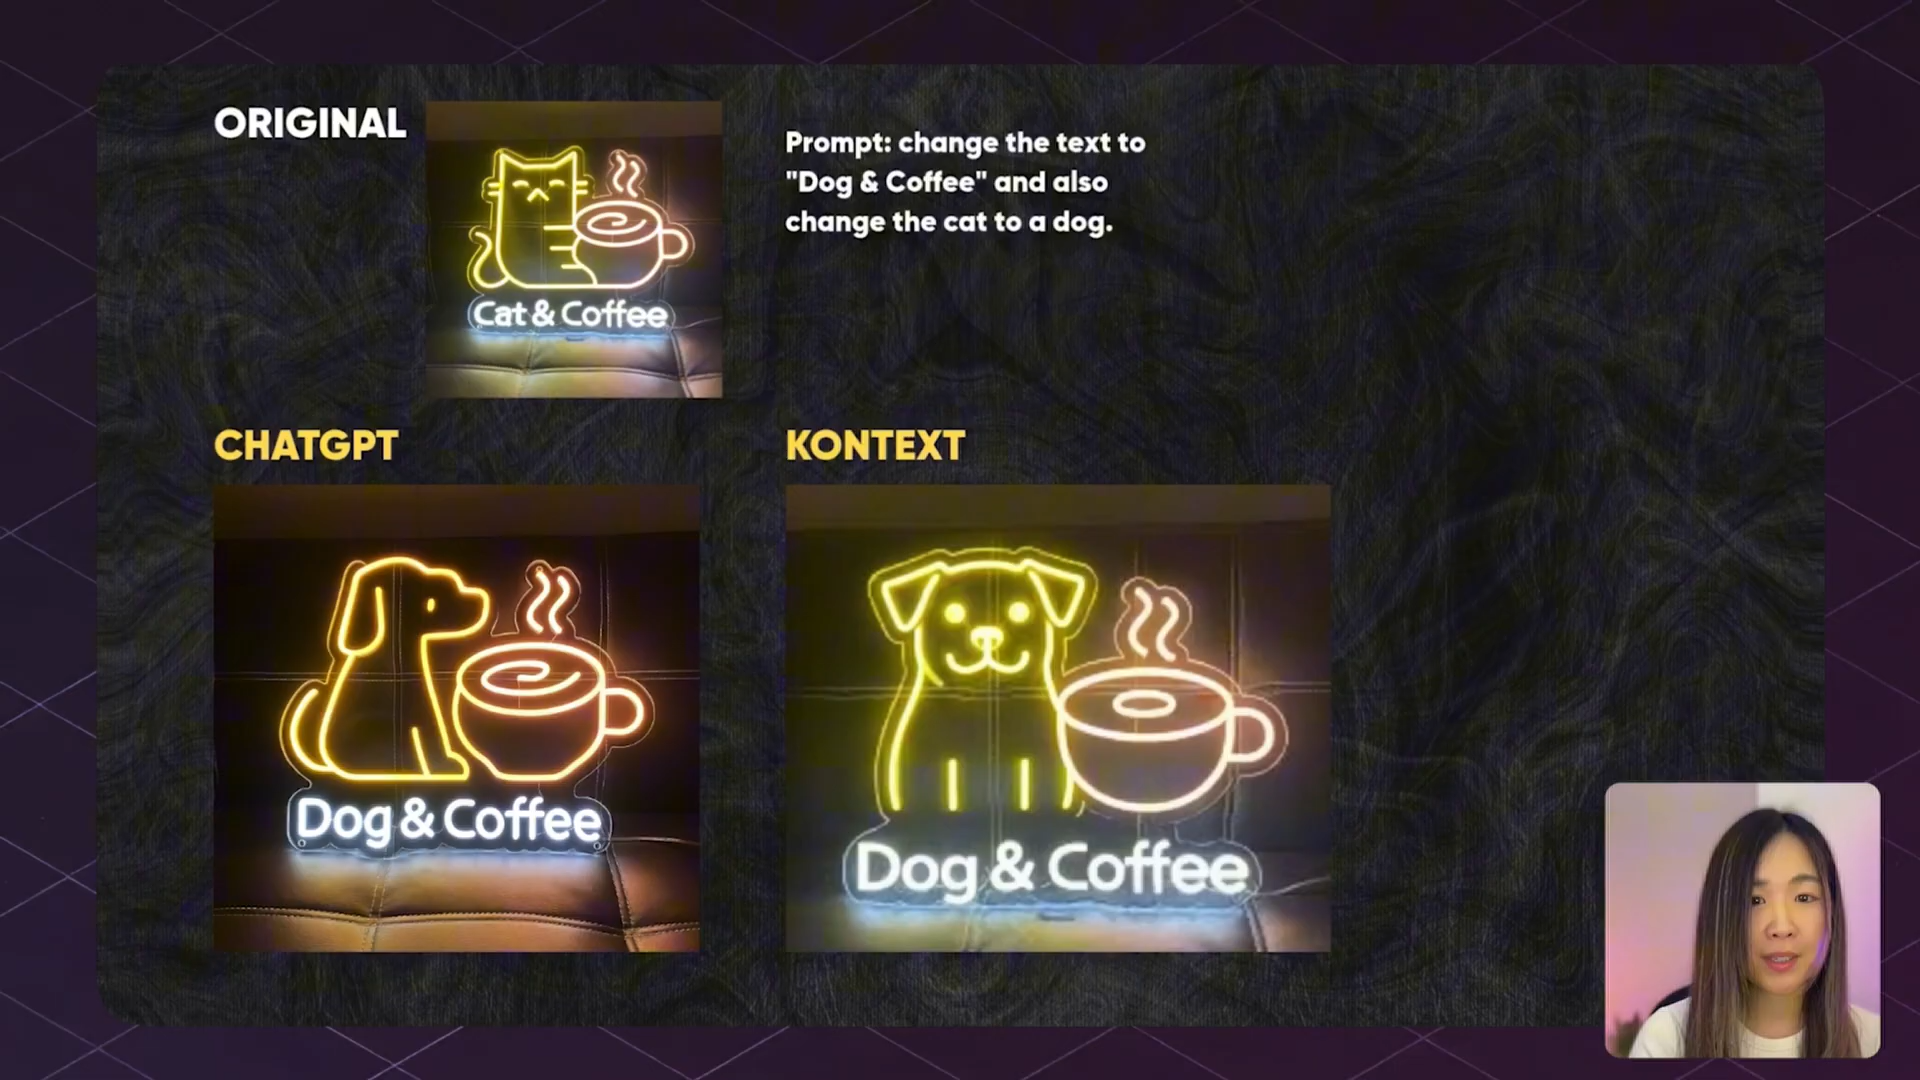 ORIGINAL
Cat & Coffee
Prompt: change the text to
"Dog & Coffee" and also
change the cat to a dog.
CHATGPT
Dog & Coffee
KONTEXT
Dog & Coffee